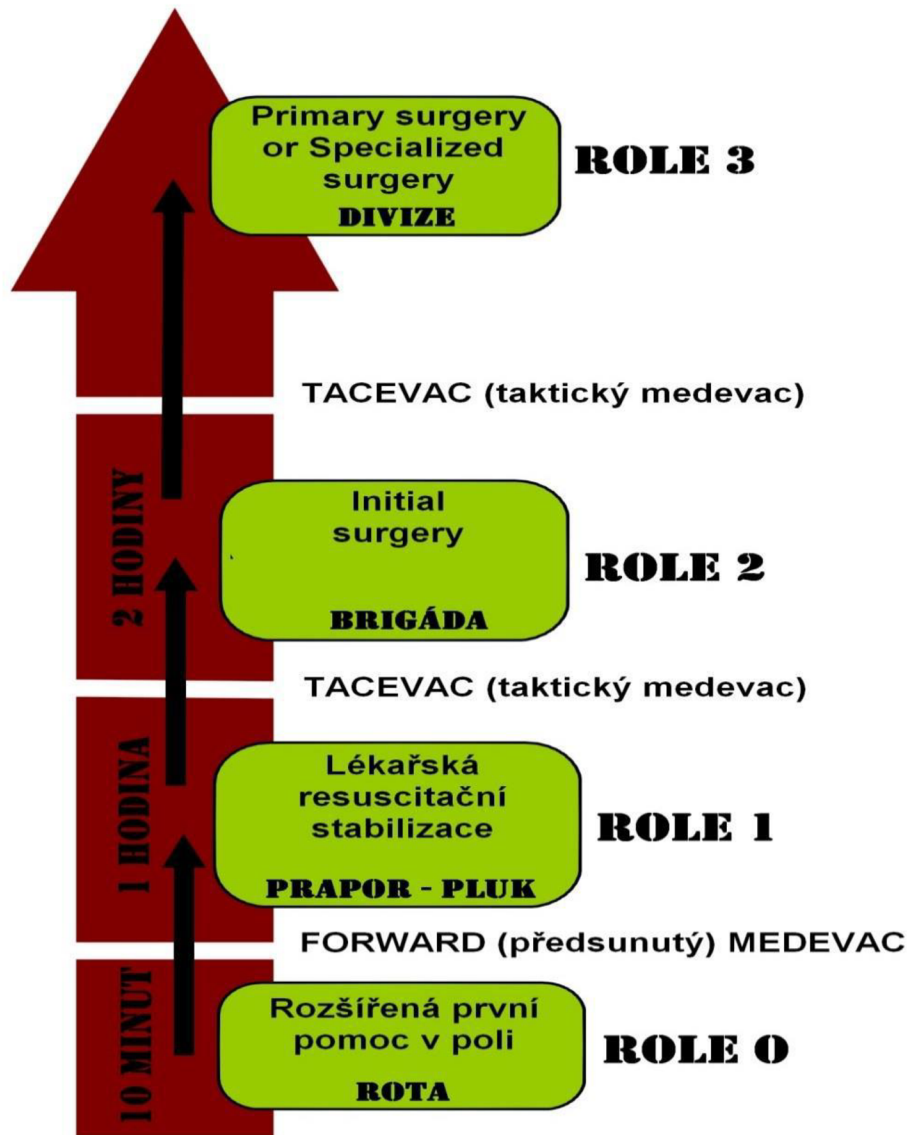 Primary surgery
or Specialized
surgery
DIVIZE
ROLE 3
TACEVAC (taktický medevac)
2 HODINY
Initial
surgery
BRIGÁDA
ROLE 2
TACEVAC (taktický medevac)
1 HODINA
Lékařská
resuscitační
stabilizace
PRAPOR - PLUK
ROLE 1
FORWARD (předsunutý) MEDEVAC
10 MINUT
Rozšířená první
pomoc v poli
ROTA
ROLE 0